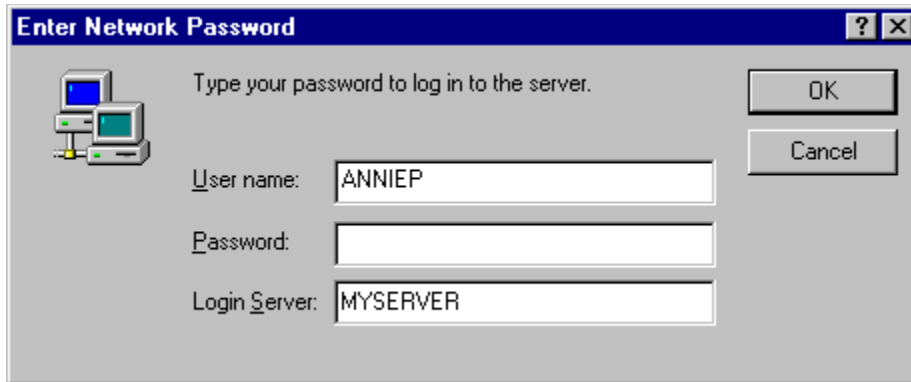 Enter Network Password
Type your password to log in to the server.
OK
Cancel
User name: ANNIEP
Password:
Login Server: MYSERVER